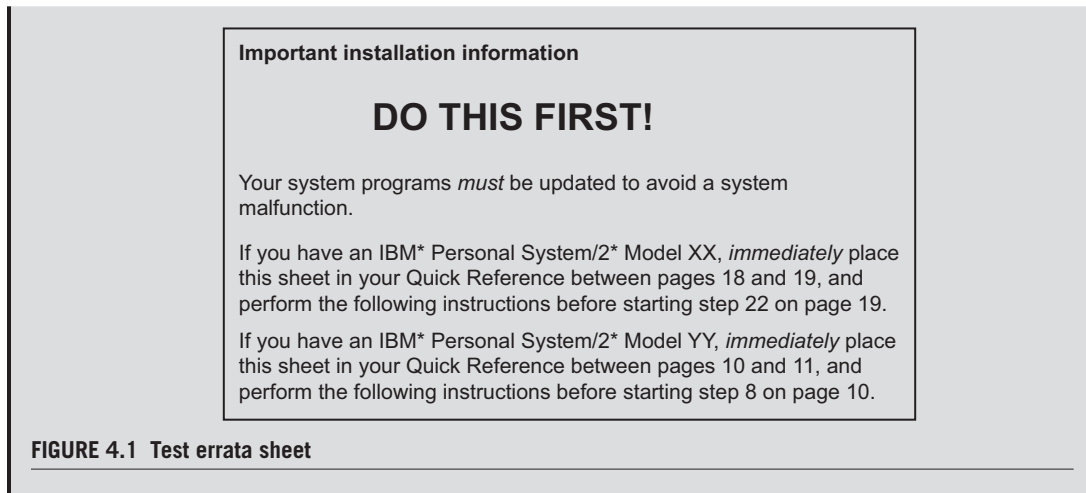 Important installation information
DO THIS FIRST!
Your system programs must be updated to avoid a system
malfunction.
If you have an IBM* Personal System/2* Model XX, immediately place
this sheet in your Quick Reference between pages 18 and 19, and
perform the following instructions before starting step 22 on page 19.
If you have an IBM* Personal System/2* Model YY, immediately place
this sheet in your Quick Reference between pages 10 and 11, and
perform the following instructions before starting step 8 on page 10.
FIGURE 4.1 Test errata sheet